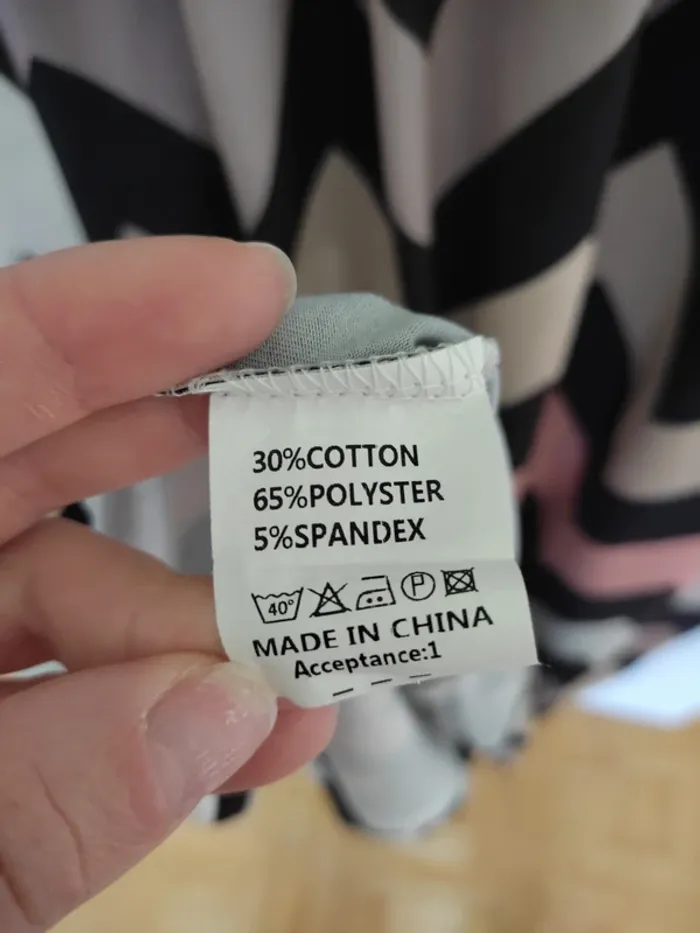 30%COTTON
65%POLYSTER
5%SPANDEX
40° P
MADE IN CHINA
Acceptance:1